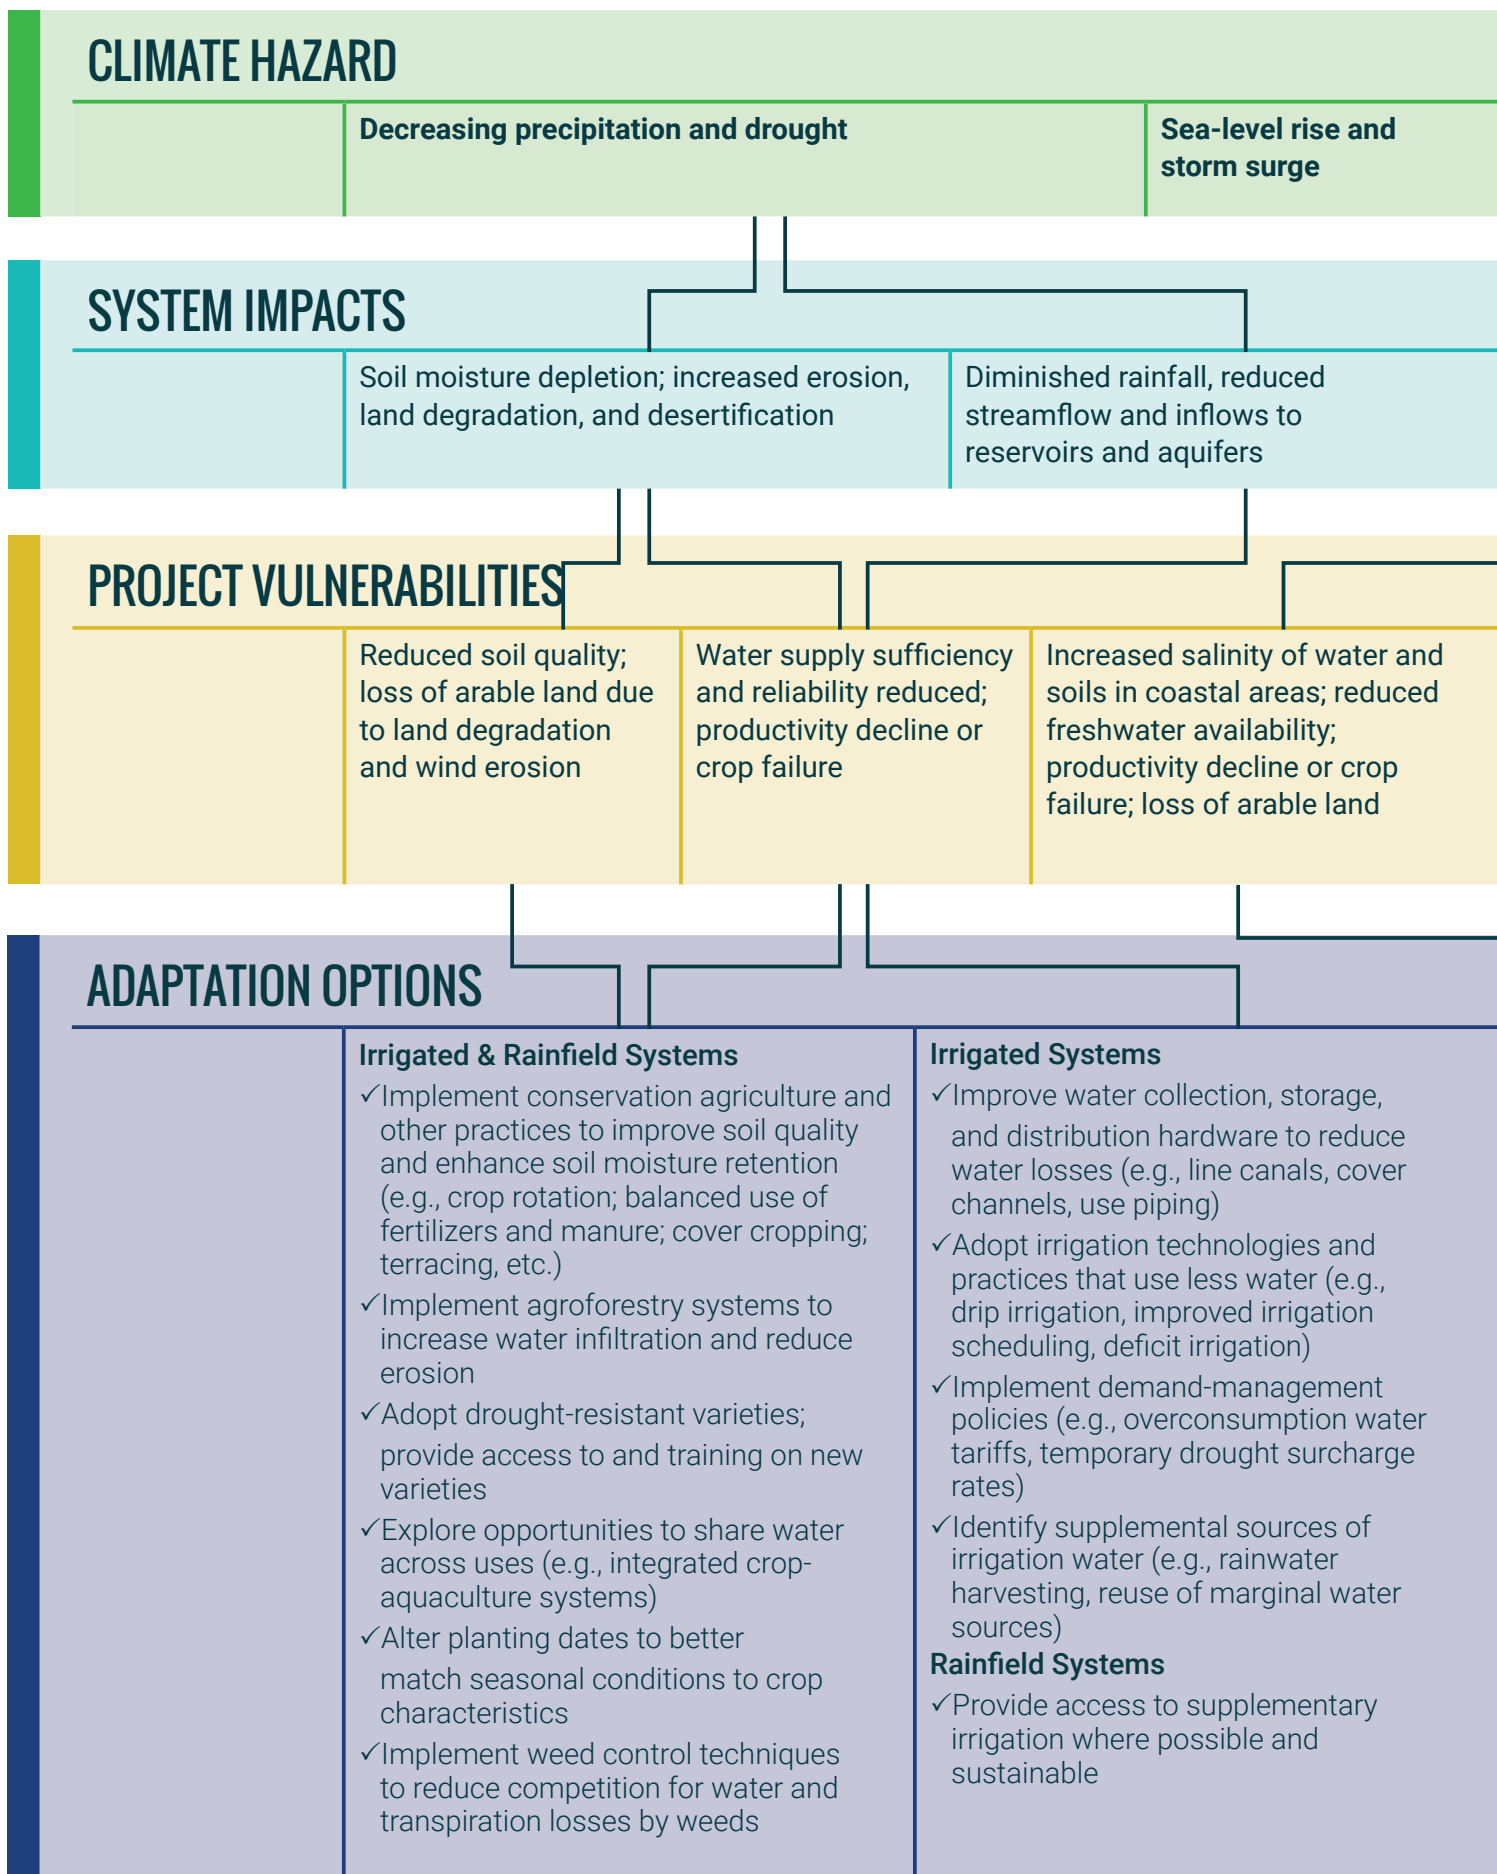 CLIMATE HAZARD
Decreasing precipitation and drought
Sea-level rise and
storm surge
SYSTEM IMPACTS
Soil moisture depletion; increased erosion,
land degradation, and desertification
Diminished rainfall, reduced
streamflow and inflows to
reservoirs and aquifers
PROJECT VULNERABILITIES
Reduced soil quality;
loss of arable land due
to land degradation
and wind erosion
Water supply sufficiency
and reliability reduced;
productivity decline or
crop failure
Increased salinity of water and
soils in coastal areas; reduced
freshwater availability;
productivity decline or crop
failure; loss of arable land
ADAPTATION OPTIONS
Irrigated & Rainfield Systems
✓Implement conservation agriculture and
other practices to improve soil quality
and enhance soil moisture retention
(e.g., crop rotation; balanced use of
fertilizers and manure; cover cropping;
terracing, etc.)
✓Implement agroforestry systems to
increase water infiltration and reduce
erosion
✓Adopt drought-resistant varieties;
provide access to and training on new
varieties
✓Explore opportunities to share water
across uses (e.g., integrated crop-
aquaculture systems)
✓Alter planting dates to better
match seasonal conditions to crop
characteristics
✓Implement weed control techniques
to reduce competition for water and
transpiration losses by weeds
Irrigated Systems
✓Improve water collection, storage,
and distribution hardware to reduce
water losses (e.g., line canals, cover
channels, use piping)
✓Adopt irrigation technologies and
practices that use less water (e.g.,
drip irrigation, improved irrigation
scheduling, deficit irrigation)
✓Implement demand-management
policies (e.g., overconsumption water
tariffs, temporary drought surcharge
rates)
✓Identify supplemental sources of
irrigation water (e.g., rainwater
harvesting, reuse of marginal water
sources)
Rainfield Systems
✓Provide access to supplementary
irrigation where possible and
sustainable